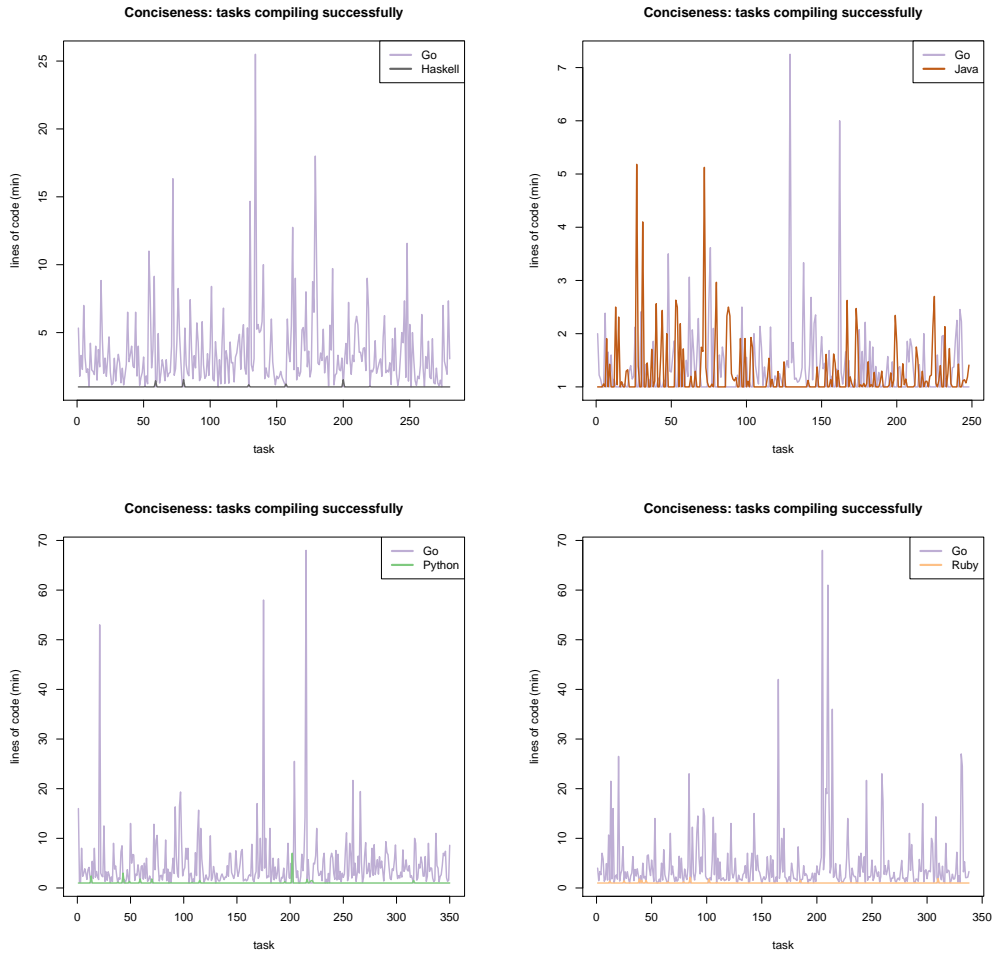 Conciseness: tasks compiling successfully
lines of code (min)
25
20
15
10
5
0 50 100 150 200 250
task
Go
Haskell
Conciseness: tasks compiling successfully
lines of code (min)
7
6
5
4
3
2
1
0 50 100 150 200 250
task
Go
Java
Conciseness: tasks compiling successfully
lines of code (min)
70
60
50
40
30
20
10
0
0 50 100 150 200 250 300 350
task
Go
Python
Conciseness: tasks compiling successfully
lines of code (min)
70
60
50
40
30
20
10
0
0 50 100 150 200 250 300 350
task
Go
Ruby